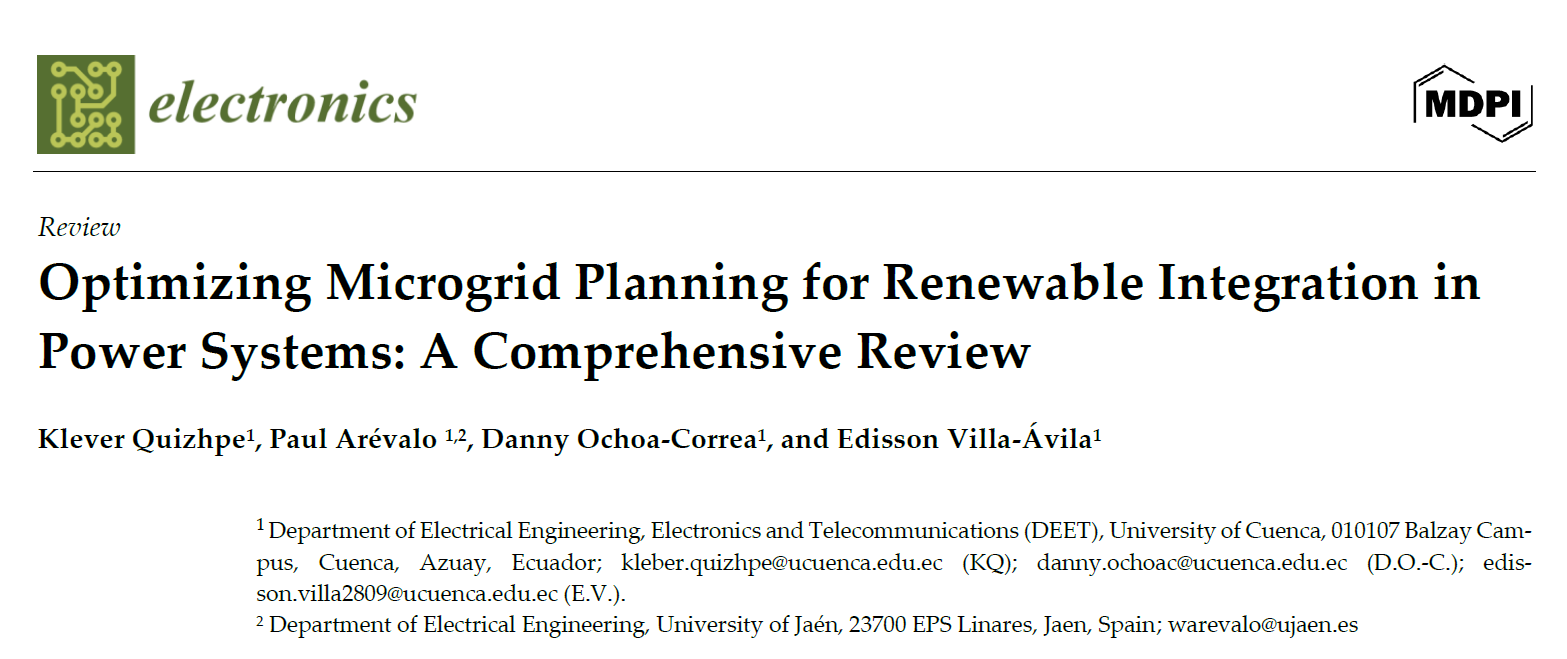 electronics
MDPI
Review
Optimizing Microgrid Planning for Renewable Integration in
Power Systems: A Comprehensive Review
Klever Quizhpe¹, Paul Arévalo ¹,², Danny Ochoa-Correa¹, and Edisson Villa-Ávila¹
¹ Department of Electrical Engineering, Electronics and Telecommunications (DEET), University of Cuenca, 010107 Balzay Cam-
pus, Cuenca, Azuay, Ecuador; kleber.quizhpe@ucuenca.edu.ec (KQ); danny.ochoac@ucuenca.edu.ec (D.O.-C.); edis-
son.villa2809@ucuenca.edu.ec (E.V.).
² Department of Electrical Engineering, University of Jaén, 23700 EPS Linares, Jaen, Spain; warevalo@ujaen.es